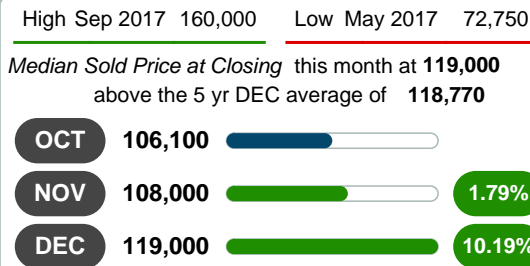 High Sep 2017 160,000 Low May 2017 72,750
Median Sold Price at Closing this month at 119,000
above the 5 yr DEC average of 118,770
OCT 106,100
NOV 108,000 1.79%
DEC 119,000 10.19%